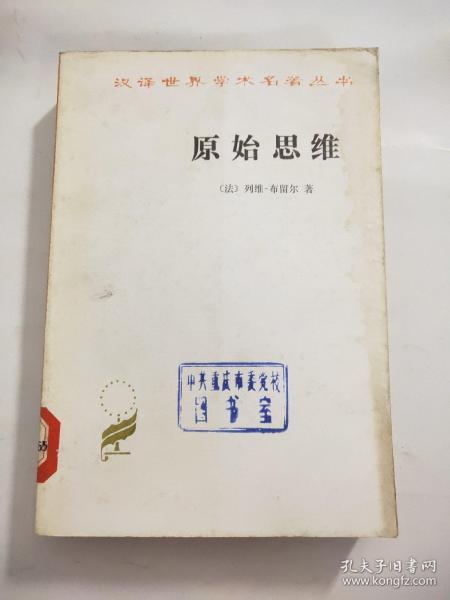 汉译世界学术名著丛书
原始思维
〔法〕列维-布留尔 著
中共重庆市委党校
图书室
55
孔夫子旧书网
www.kongfz.com